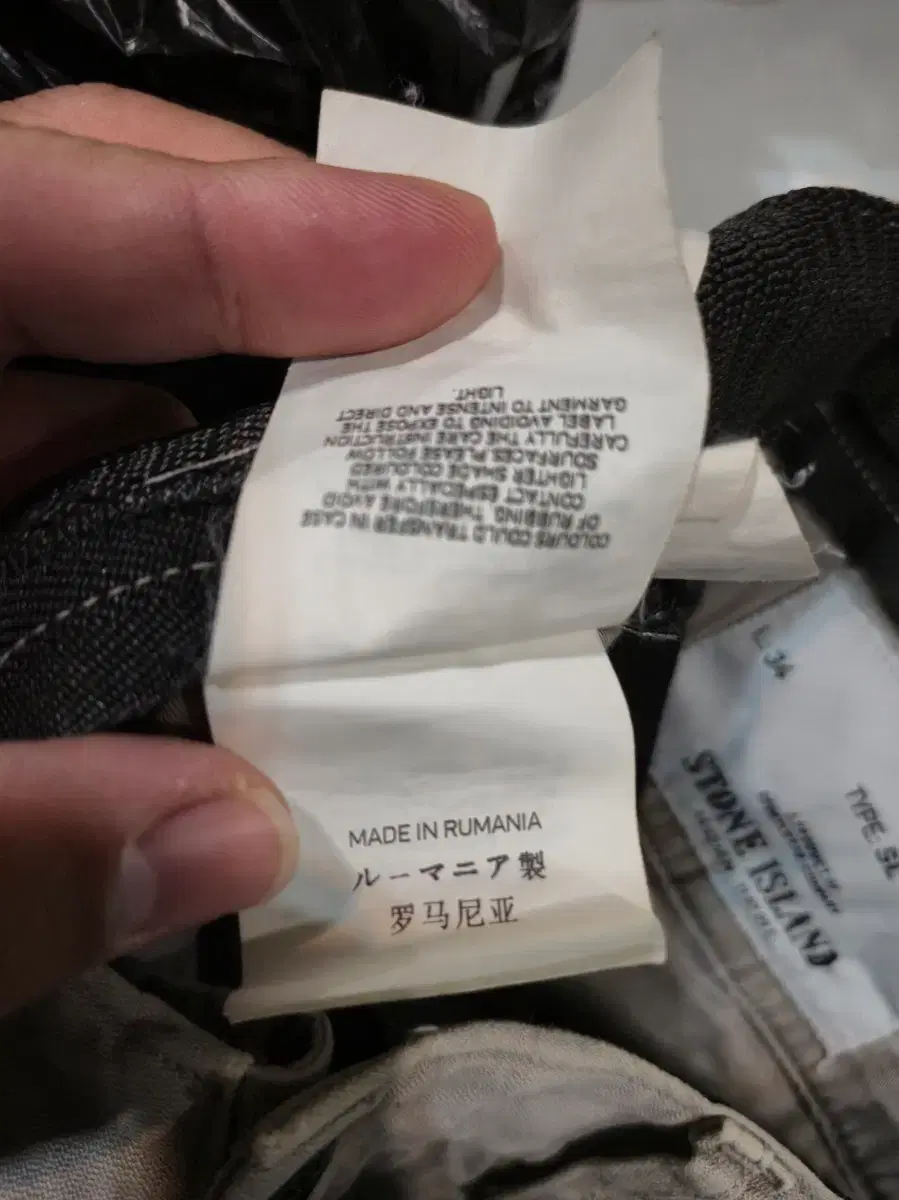 COLOURS COULD TRANSFER IN CASE
OF RUBBING, THEREFORE AVOID
CONTACT ESPECIALLY WITH
LIGHTER SHADE COLOURED
SOURFACES PLEASE FOLLOW
CAREFULLY THE CARE INSTRUCTION
LABEL AVOIDING TO EXPOSE THE
GARMENT TO INTENSE AND DIRECT
LIGHT.
MADE IN RUMANIA
ルーマニア製
罗马尼亚
L. 34
TYPE SL
STONE ISLAND